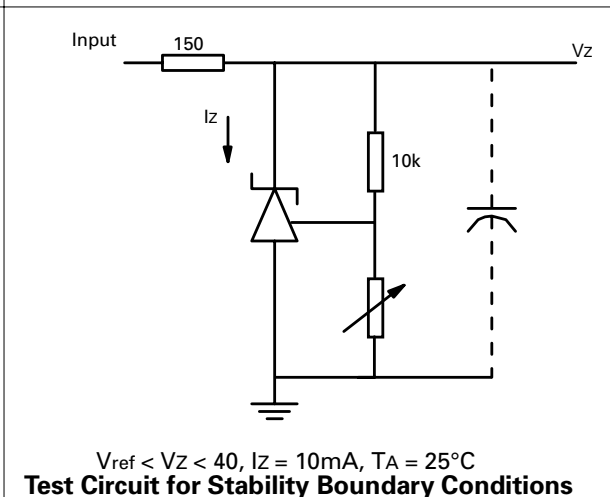 Input
150
Vz
Iz
10k
Vref < Vz < 40, Iz = 10mA, TA = 25°C
Test Circuit for Stability Boundary Conditions